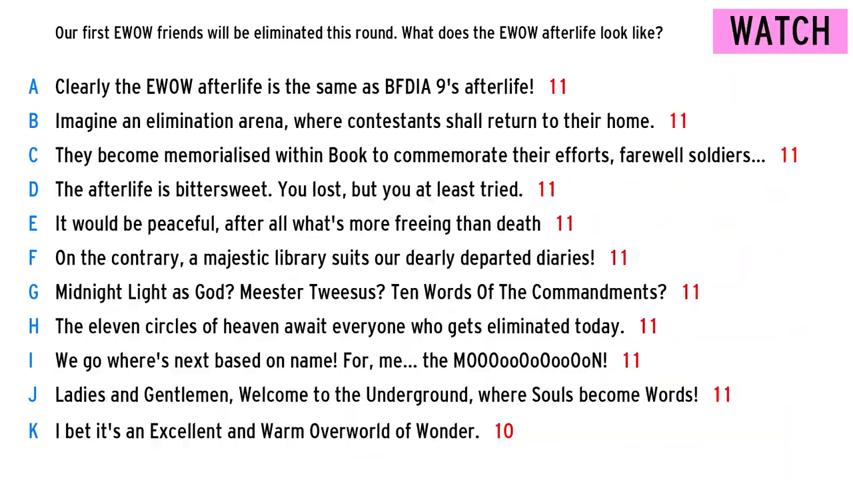 Our first EWOW friends will be eliminated this round. What does the EWOW afterlife look like?
WATCH
A Clearly the EWOW afterlife is the same as BFDIA 9's afterlife! 11
B Imagine an elimination arena, where contestants shall return to their home. 11
C They become memorialised within Book to commemorate their efforts, farewell soldiers... 11
D The afterlife is bittersweet. You lost, but you at least tried. 11
E It would be peaceful, after all what's more freeing than death 11
F On the contrary, a majestic library suits our dearly departed diaries! 11
G Midnight Light as God? Meester Tweesus? Ten Words Of The Commandments? 11
H The eleven circles of heaven await everyone who gets eliminated today. 11
I We go where's next based on name! For, me... the MOOOooOoOooOoN! 11
J Ladies and Gentlemen, Welcome to the Underground, where Souls become Words! 11
K I bet it's an Excellent and Warm Overworld of Wonder. 10